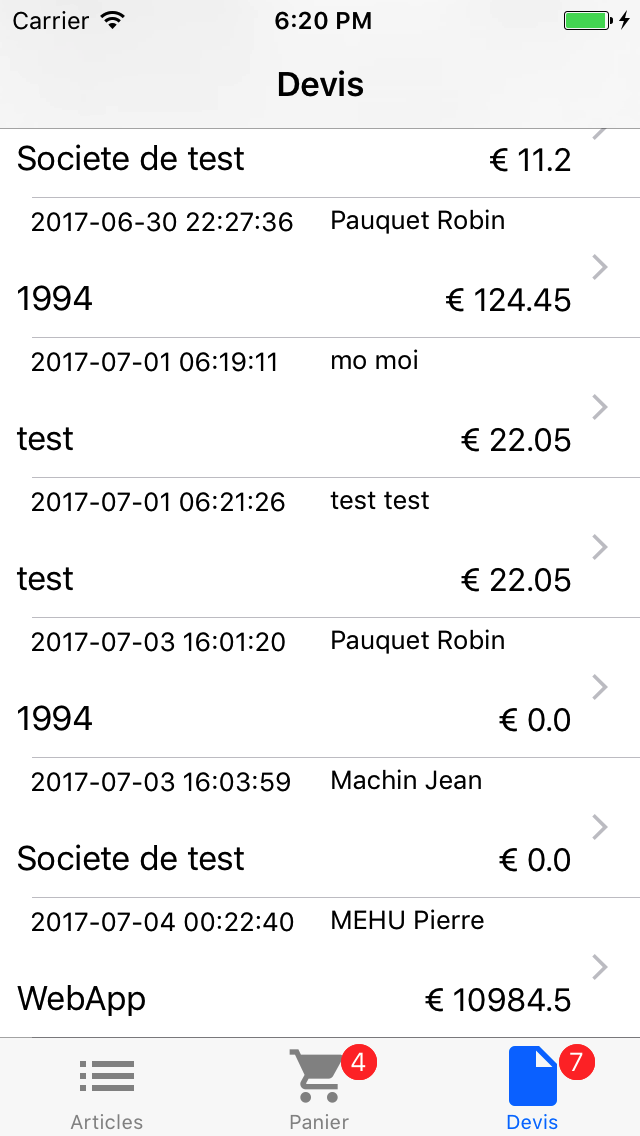 Carrier 6:20 PM
Devis
Societe de test € 11.2
2017-06-30 22:27:36 Pauquet Robin
1994 € 124.45
2017-07-01 06:19:11 mo moi
test € 22.05
2017-07-01 06:21:26 test test
test € 22.05
2017-07-03 16:01:20 Pauquet Robin
1994 € 0.0
2017-07-03 16:03:59 Machin Jean
Societe de test € 0.0
2017-07-04 00:22:40 MEHU Pierre
WebApp € 10984.5
4 7
Articles Panier Devis